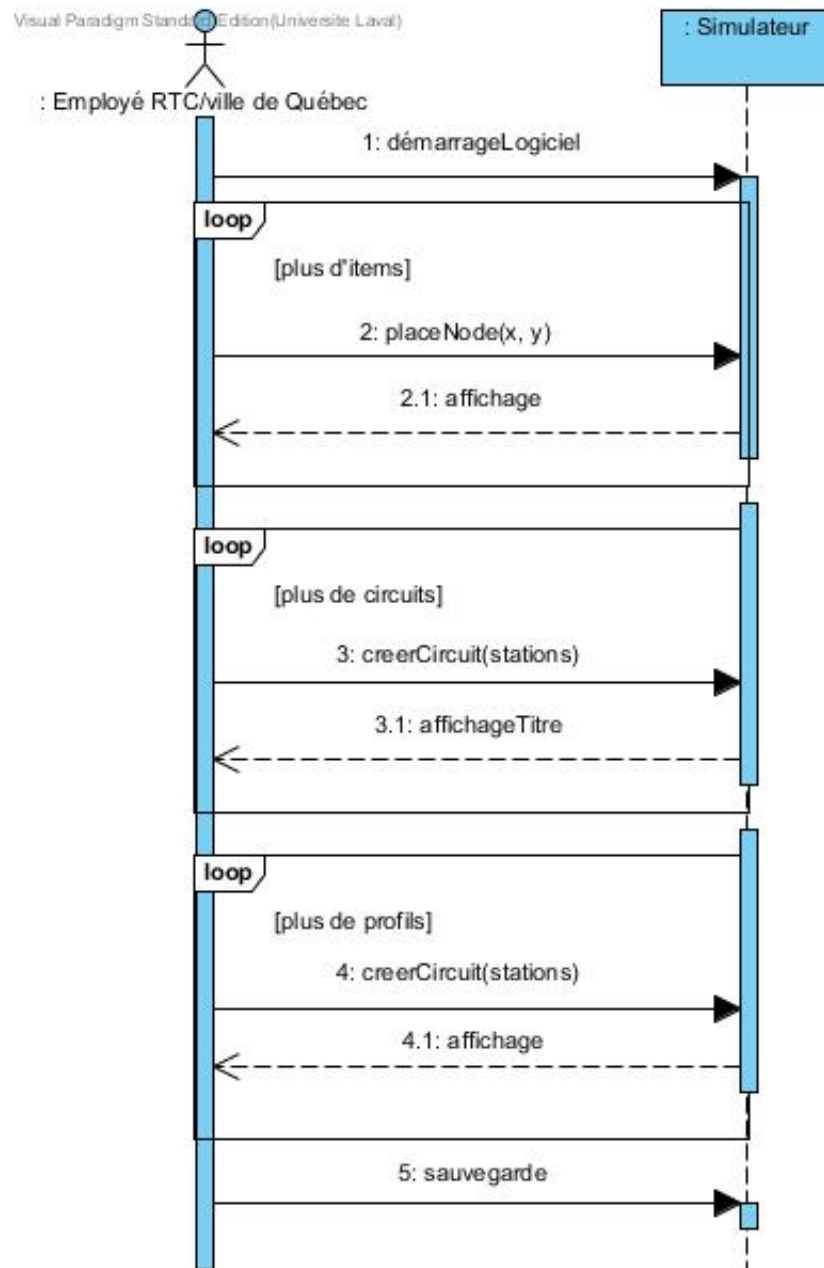 Visual Paradigm Standard Edition(Universite Laval)
: Simulateur
: Employé RTC/ville de Québec
1: démarrageLogiciel
loop
[plus d'items]
2: placeNode(x, y)
2.1: affichage
loop
[plus de circuits]
3: creerCircuit(stations)
3.1: affichageTitre
loop
[plus de profils]
4: creerCircuit(stations)
4.1: affichage
5: sauvegarde